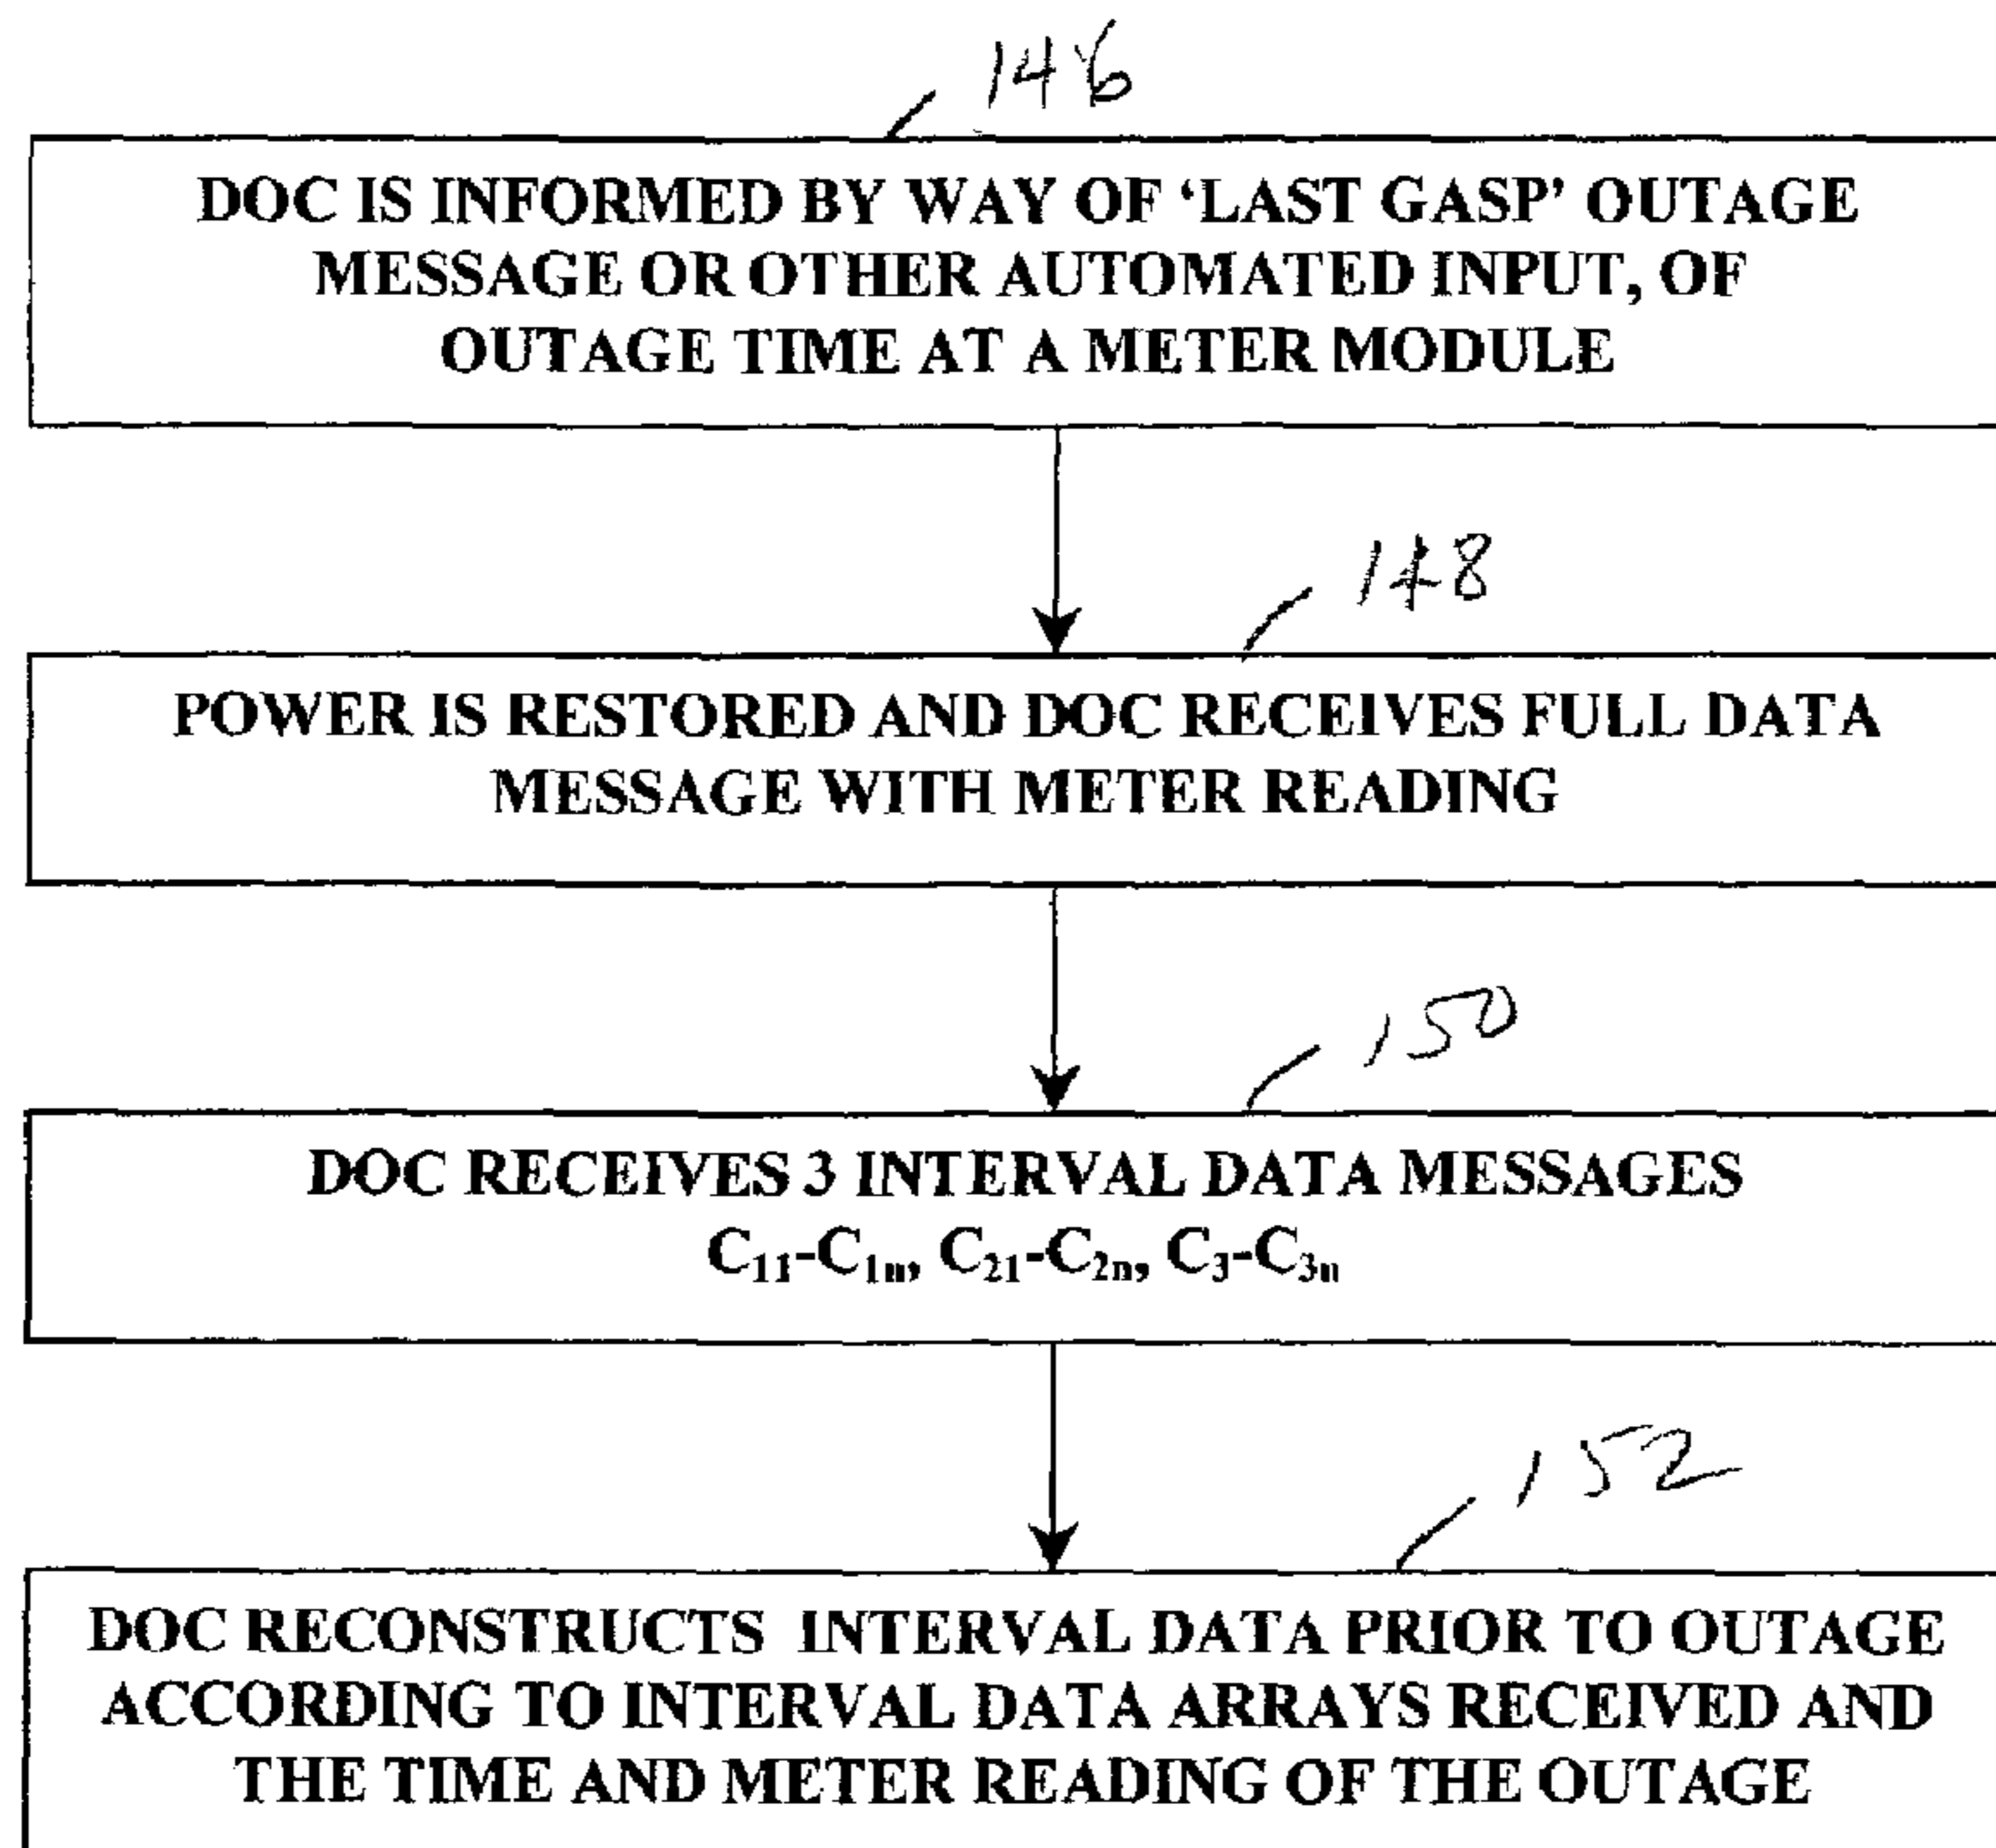 146
DOC IS INFORMED BY WAY OF ‘LAST GASP’ OUTAGE
MESSAGE OR OTHER AUTOMATED INPUT, OF
OUTAGE TIME AT A METER MODULE
148
POWER IS RESTORED AND DOC RECEIVES FULL DATA
MESSAGE WITH METER READING
150
DOC RECEIVES 3 INTERVAL DATA MESSAGES
C₁₁-C₁ₙ, C₂₁-C₂ₙ, C₃-C₃ₙ
152
DOC RECONSTRUCTS INTERVAL DATA PRIOR TO OUTAGE
ACCORDING TO INTERVAL DATA ARRAYS RECEIVED AND
THE TIME AND METER READING OF THE OUTAGE